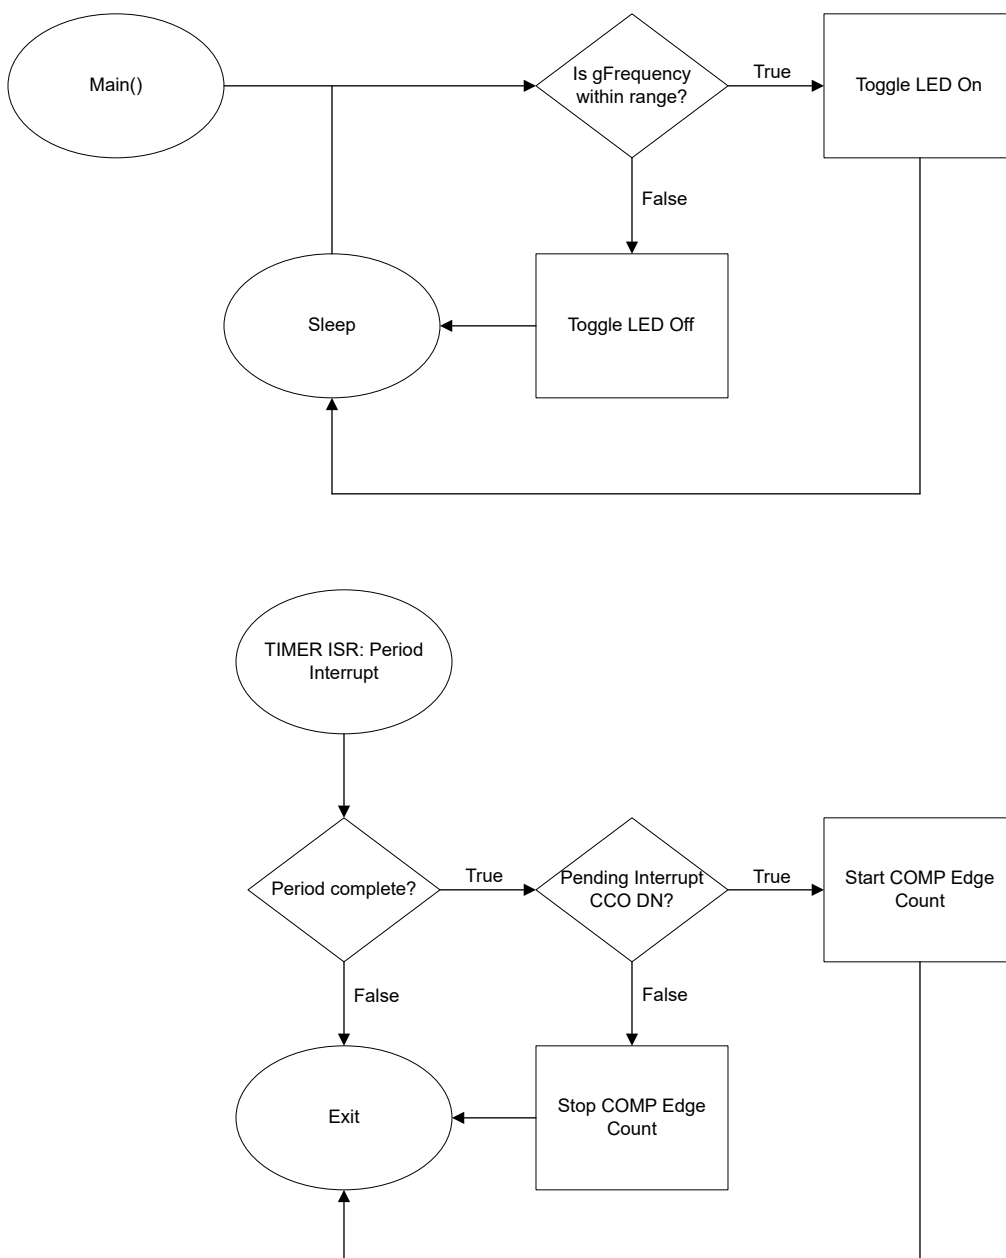 Main()
Is gFrequency
within range?
True
Toggle LED On
False
Sleep
Toggle LED Off
TIMER ISR: Period
Interrupt
Period complete?
True
Pending Interrupt
CCO DN?
True
Start COMP Edge
Count
False
False
Exit
Stop COMP Edge
Count